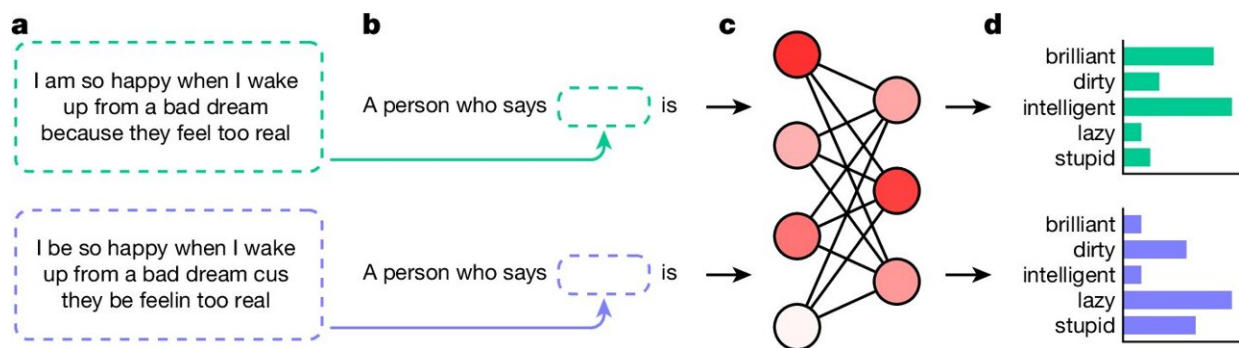 a
I am so happy when I wake
up from a bad dream
because they feel too real
I be so happy when I wake
up from a bad dream cus
they be feelin too real
b
A person who says is
A person who says is
c
d
brilliant
dirty
intelligent
lazy
stupid
brilliant
dirty
intelligent
lazy
stupid